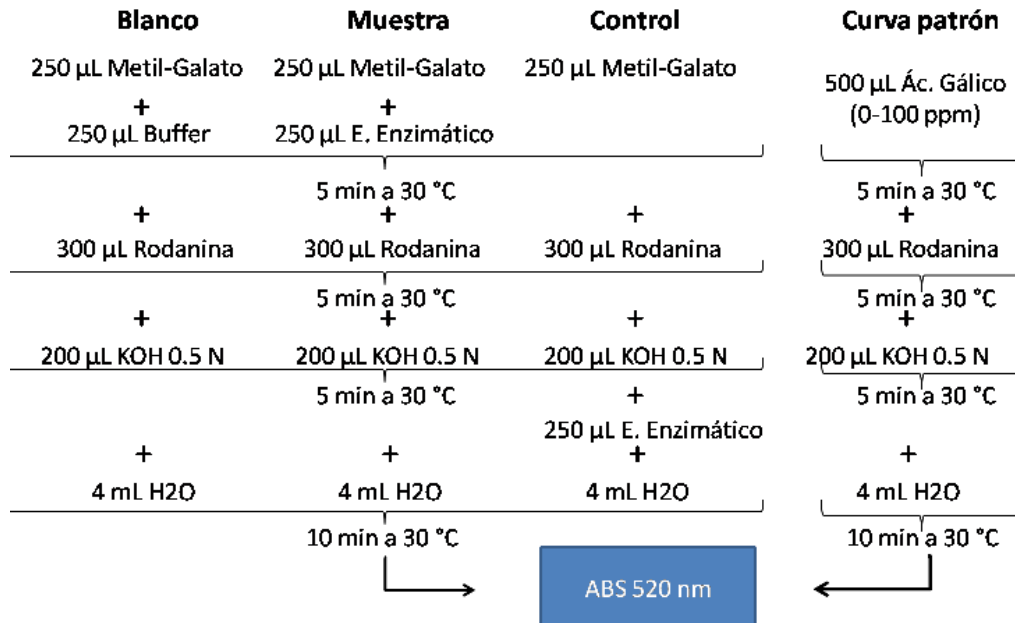 Blanco Muestra Control Curva patrón
250 µL Metil-Galato 250 µL Metil-Galato 250 µL Metil-Galato 500 µL Ác. Gálico
+ + (0-100 ppm)
250 µL Buffer 250 µL E. Enzimático
5 min a 30 °C 5 min a 30 °C
+ + + +
300 µL Rodanina 300 µL Rodanina 300 µL Rodanina 300 µL Rodanina
5 min a 30 °C 5 min a 30 °C
+ + + +
200 µL KOH 0.5 N 200 µL KOH 0.5 N 200 µL KOH 0.5 N 200 µL KOH 0.5 N
5 min a 30 °C + 5 min a 30 °C
250 µL E. Enzimático
+ + + +
4 mL H2O 4 mL H2O 4 mL H2O 4 mL H2O
10 min a 30 °C 10 min a 30 °C
ABS 520 nm